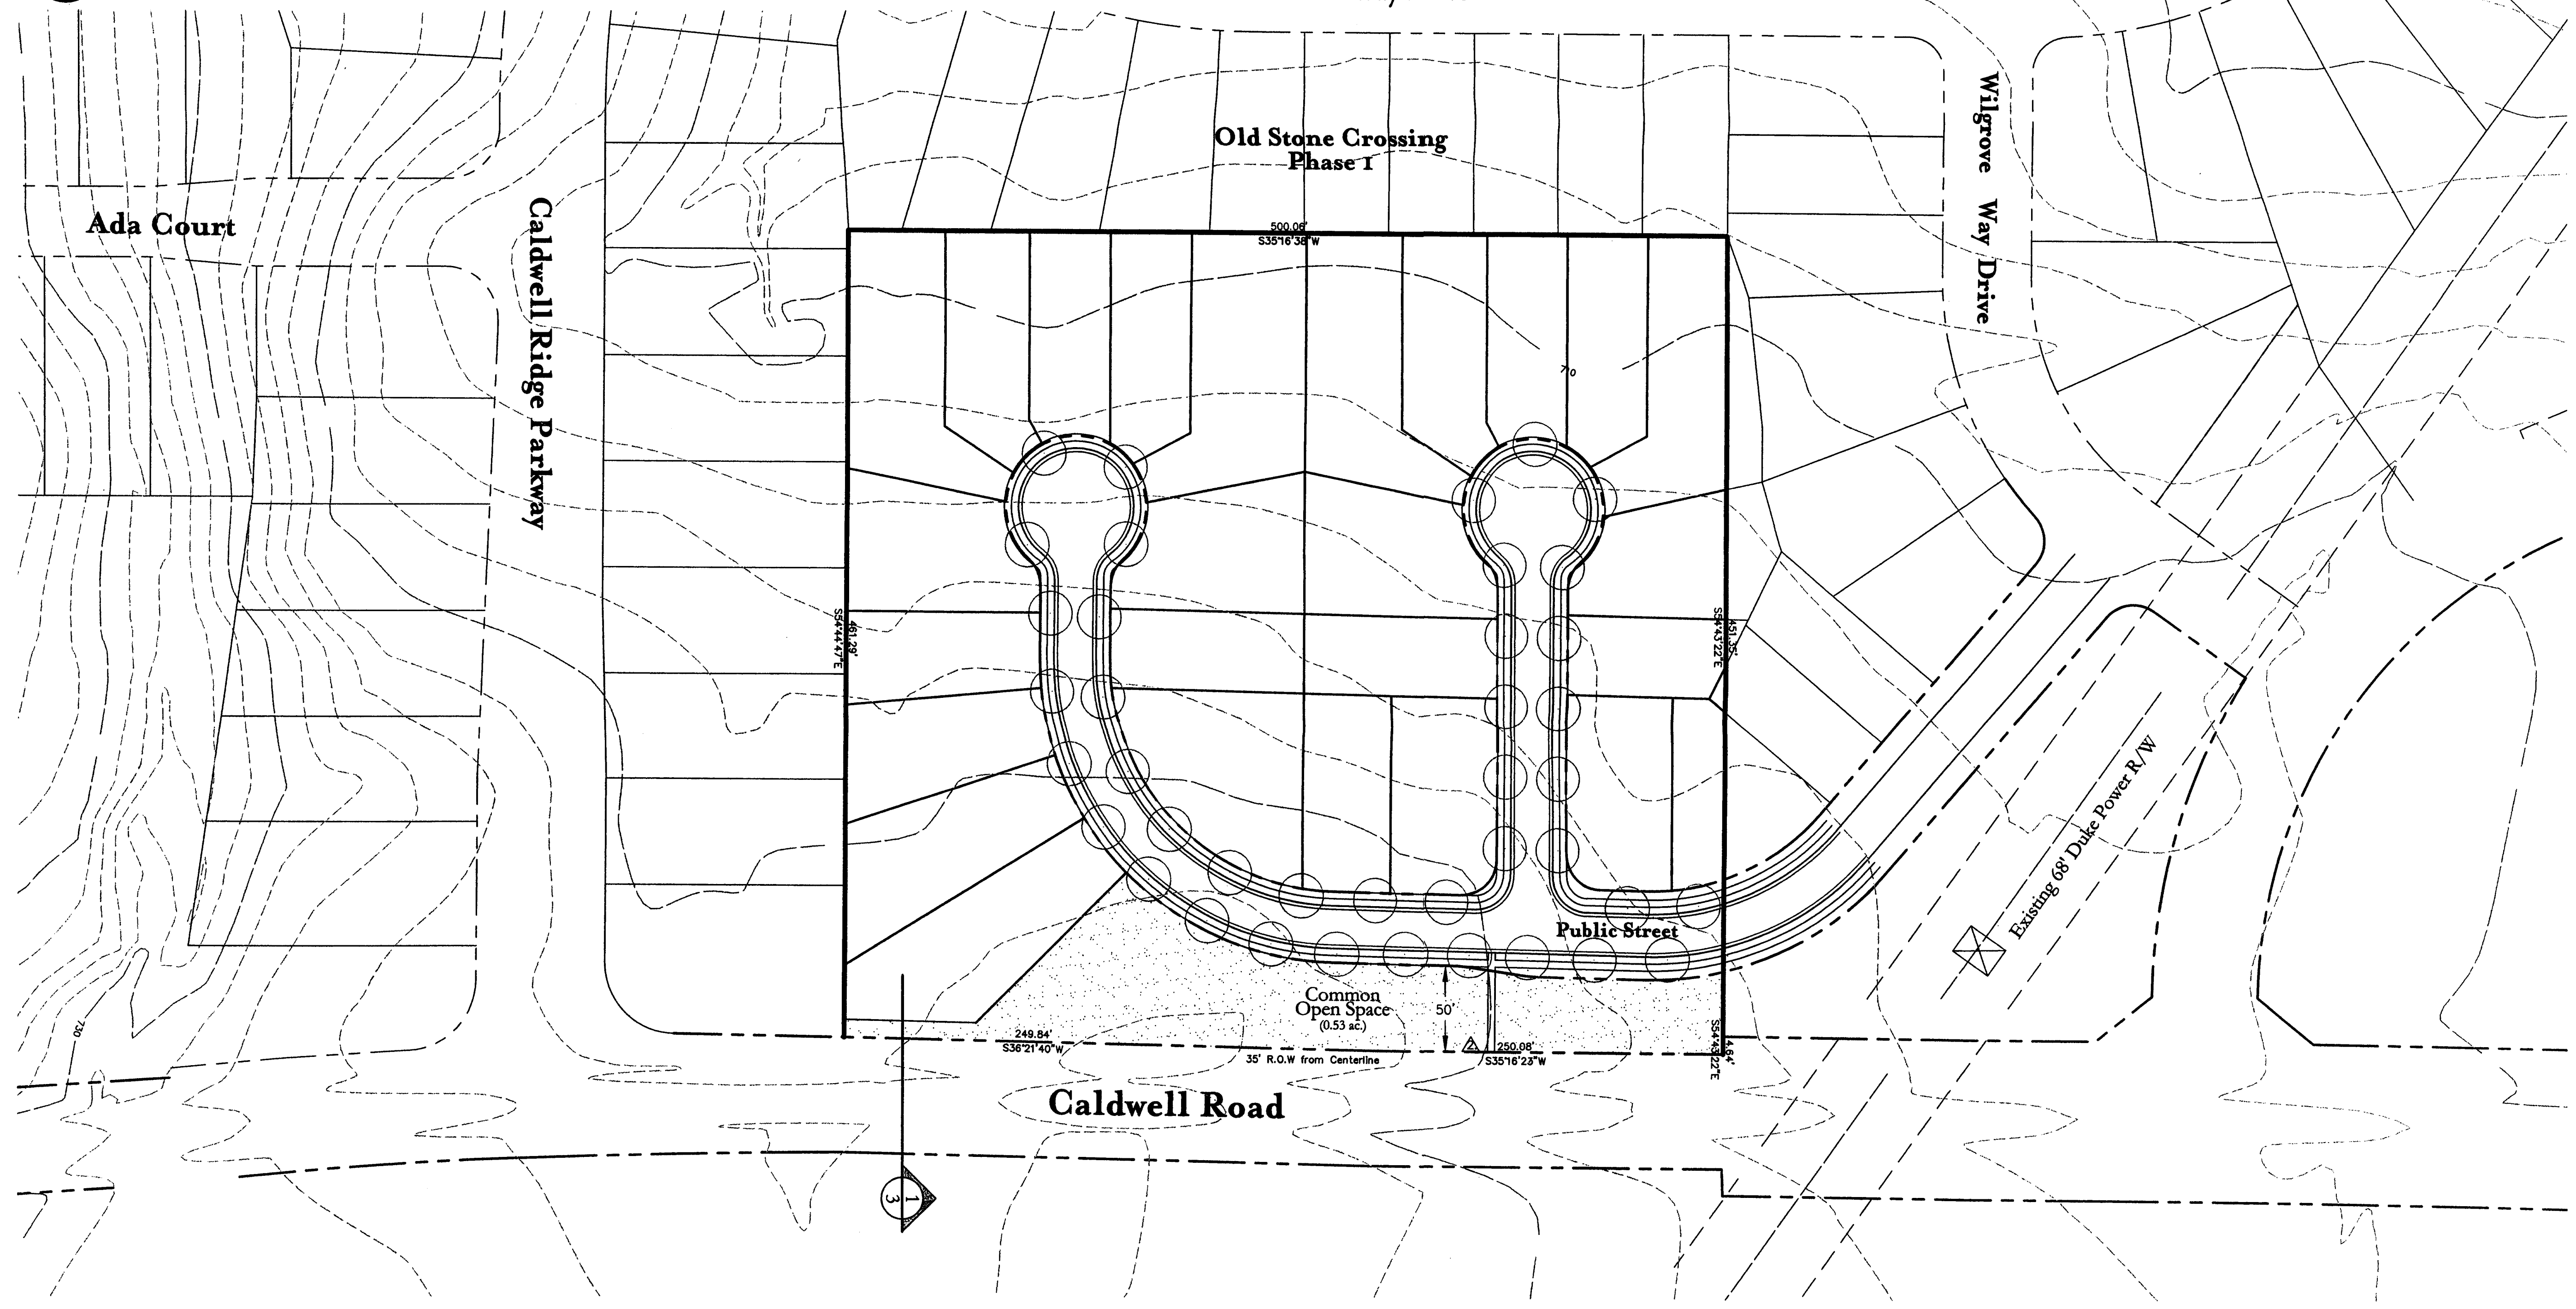 Old Stone Crossing
Phase 1
Ada Court
Caldwell Ridge Parkway
Wilgrove Way Drive
500.06'
S35°16'38"W
710
461.29'
S54°44'47"E
451.35'
S54°43'22"E
Existing 68' Duke Power R/W
Public Street
Common
Open Space
(0.53 ac.)
50'
730
249.84'
S36°21'40"W
35' R.O.W from Centerline
2
250.08'
S35°16'23"W
S54°43'22"E
Caldwell Road
1
3